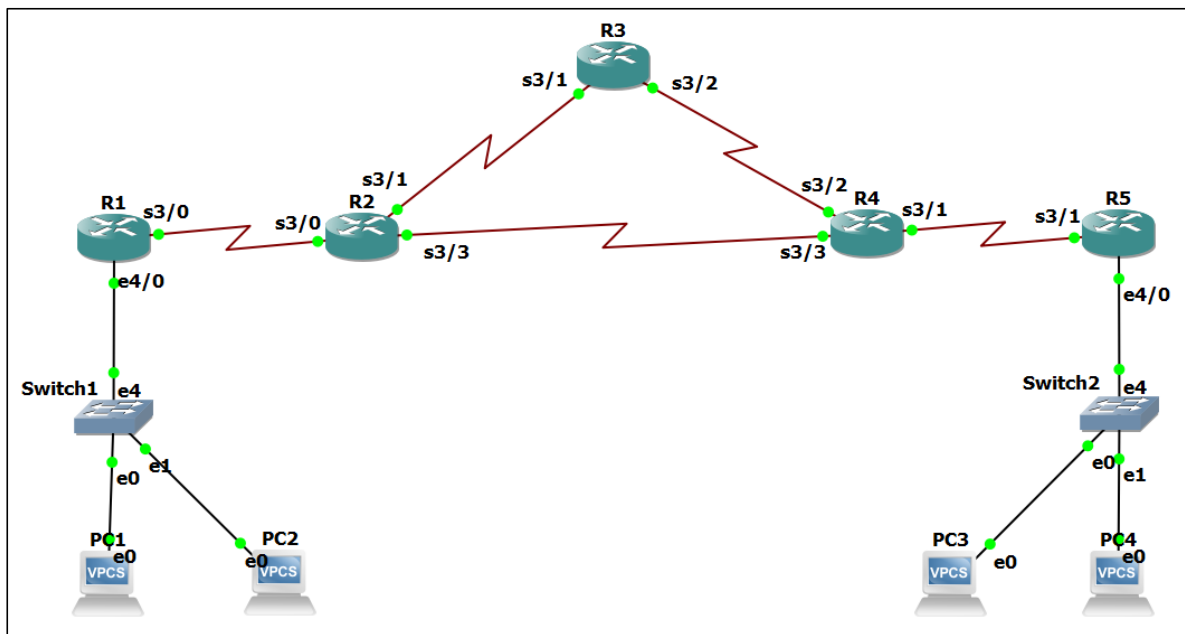 R3
s3/1
s3/2
s3/1
s3/2
R1
R2
R4
R5
s3/0
s3/0
s3/1
s3/1
s3/3
s3/3
e4/0
e4/0
Switch1
e4
Switch2
e4
e0
e1
e0
e1
PC1
PC2
PC3
PC4
e0
e0
e0
e0
VPCS
VPCS
VPCS
VPCS